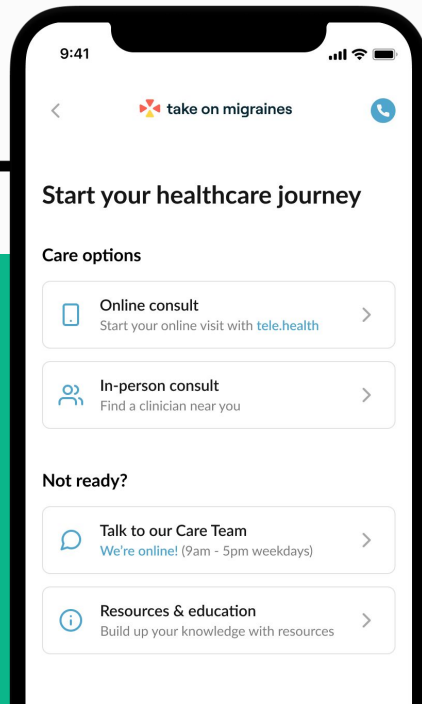 9:41
take on migraines
Start your healthcare journey
Care options
Online consult
Start your online visit with tele.health
In-person consult
Find a clinician near you
Not ready?
Talk to our Care Team
We're online! (9am - 5pm weekdays)
Resources & education
Build up your knowledge with resources